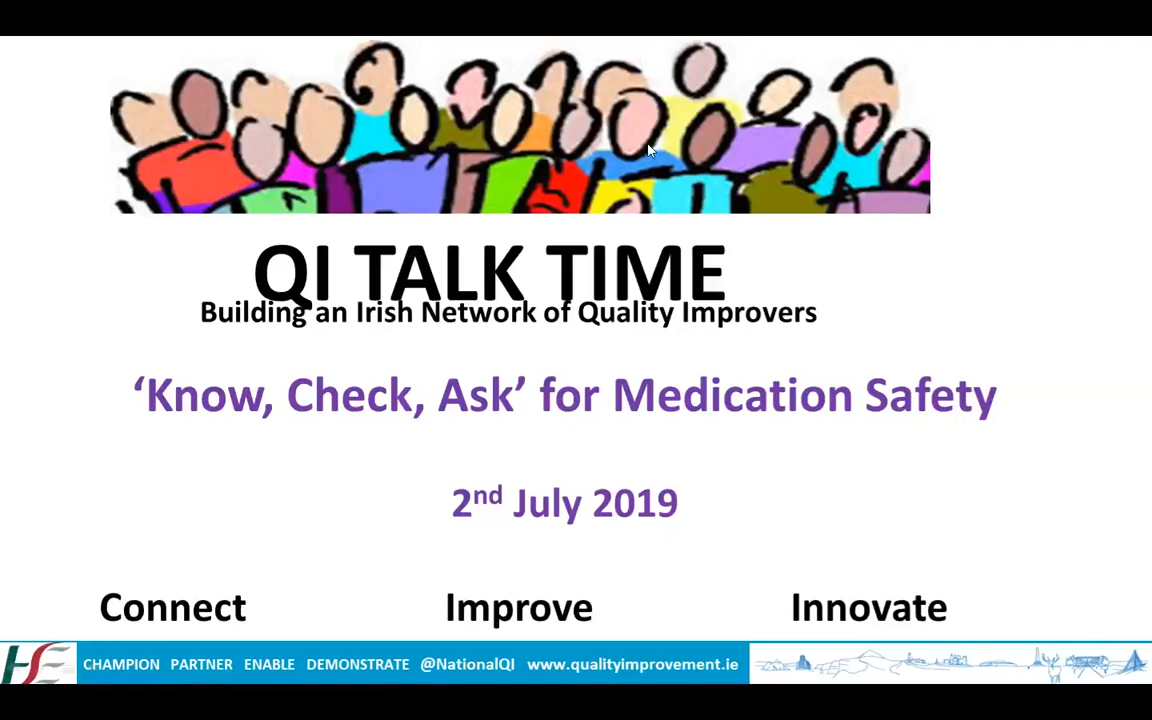 QI TALK TIME
Building an Irish Network of Quality Improvers
‘Know, Check, Ask’ for Medication Safety
2nd July 2019
Connect Improve Innovate
HSE CHAMPION PARTNER ENABLE DEMONSTRATE @NationalQI www.qualityimprovement.ie